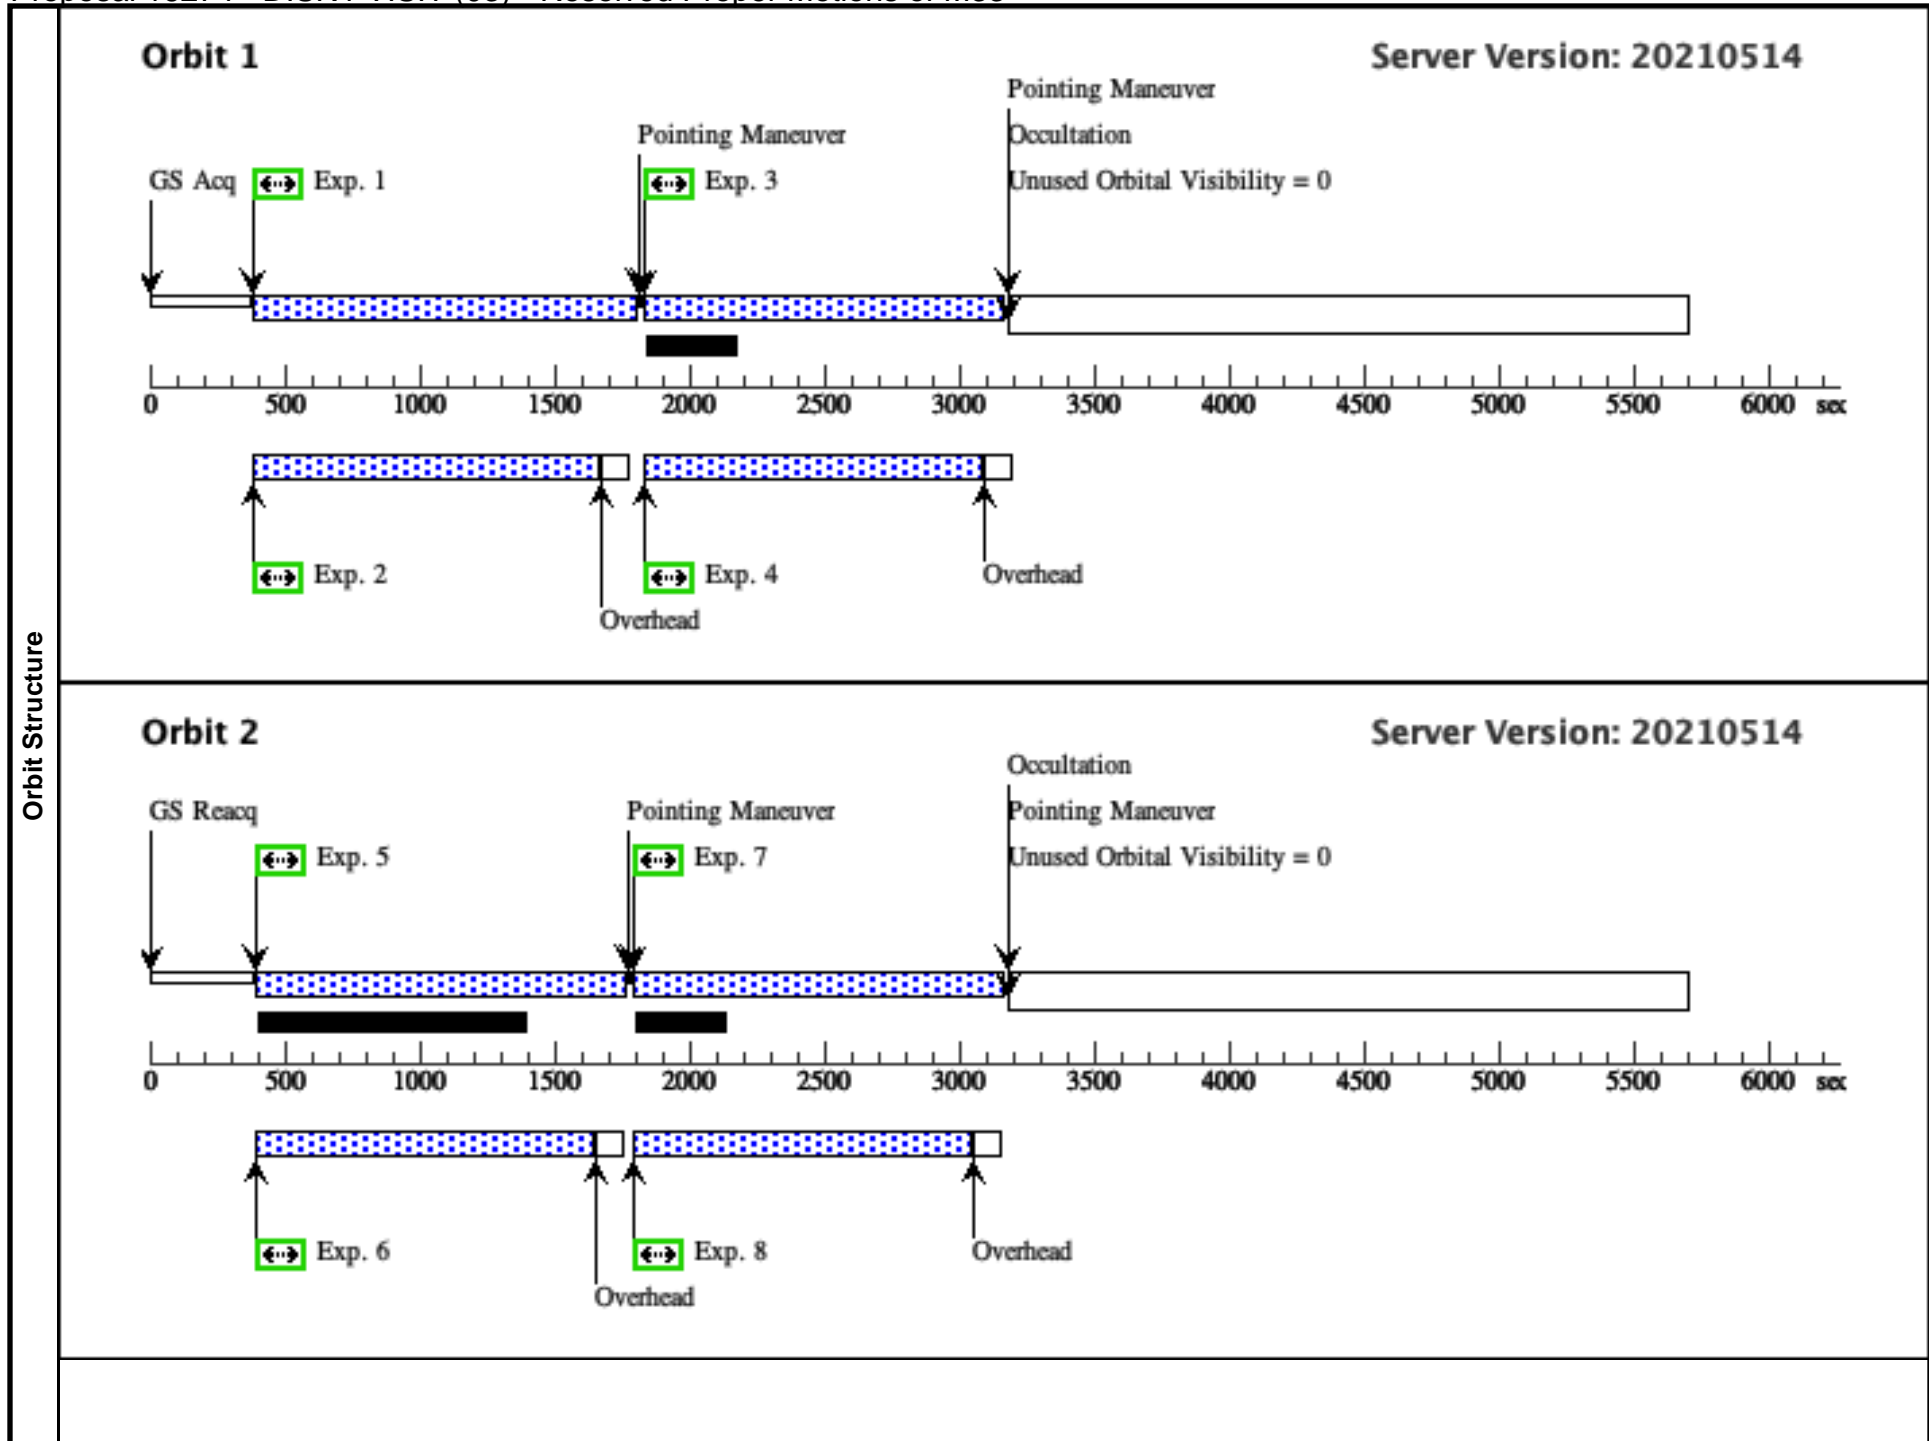 Orbit Structure
Orbit 1
Server Version: 20210514
Pointing Maneuver
Pointing Maneuver
Occultation
GS Acq
Exp. 1
Exp. 3
Unused Orbital Visibility = 0
0 500 1000 1500 2000 2500 3000 3500 4000 4500 5000 5500 6000 sec
Exp. 2
Exp. 4
Overhead
Overhead
Orbit 2
Server Version: 20210514
Occultation
GS Reacq
Pointing Maneuver
Pointing Maneuver
Exp. 5
Exp. 7
Unused Orbital Visibility = 0
0 500 1000 1500 2000 2500 3000 3500 4000 4500 5000 5500 6000 sec
Exp. 6
Exp. 8
Overhead
Overhead